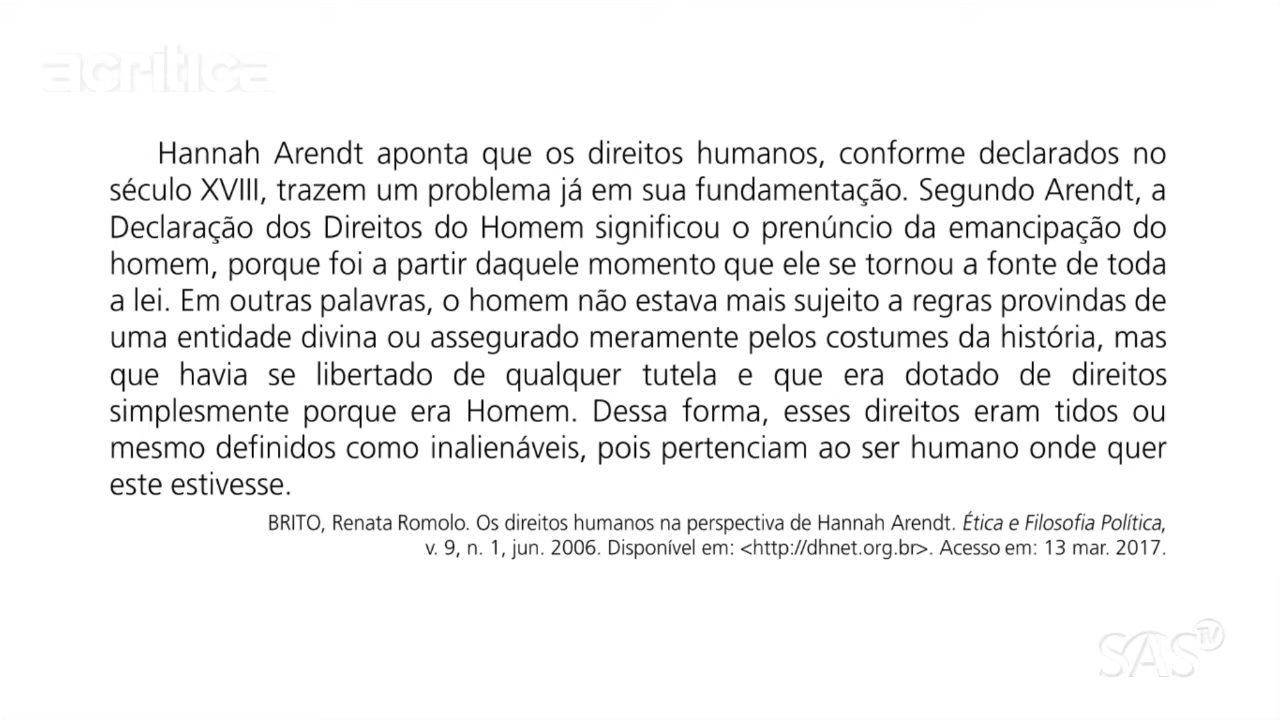 acritica
Hannah Arendt aponta que os direitos humanos, conforme declarados no
século XVIII, trazem um problema já em sua fundamentação. Segundo Arendt, a
Declaração dos Direitos do Homem significou o prenúncio da emancipação do
homem, porque foi a partir daquele momento que ele se tornou a fonte de toda
a lei. Em outras palavras, o homem não estava mais sujeito a regras provindas de
uma entidade divina ou assegurado meramente pelos costumes da história, mas
que havia se libertado de qualquer tutela e que era dotado de direitos
simplesmente porque era Homem. Dessa forma, esses direitos eram tidos ou
mesmo definidos como inalienáveis, pois pertenciam ao ser humano onde quer
este estivesse.
BRITO, Renata Romolo. Os direitos humanos na perspectiva de Hannah Arendt. Ética e Filosofia Política,
v. 9, n. 1, jun. 2006. Disponível em: <http://dhnet.org.br>. Acesso em: 13 mar. 2017.
SAS TV